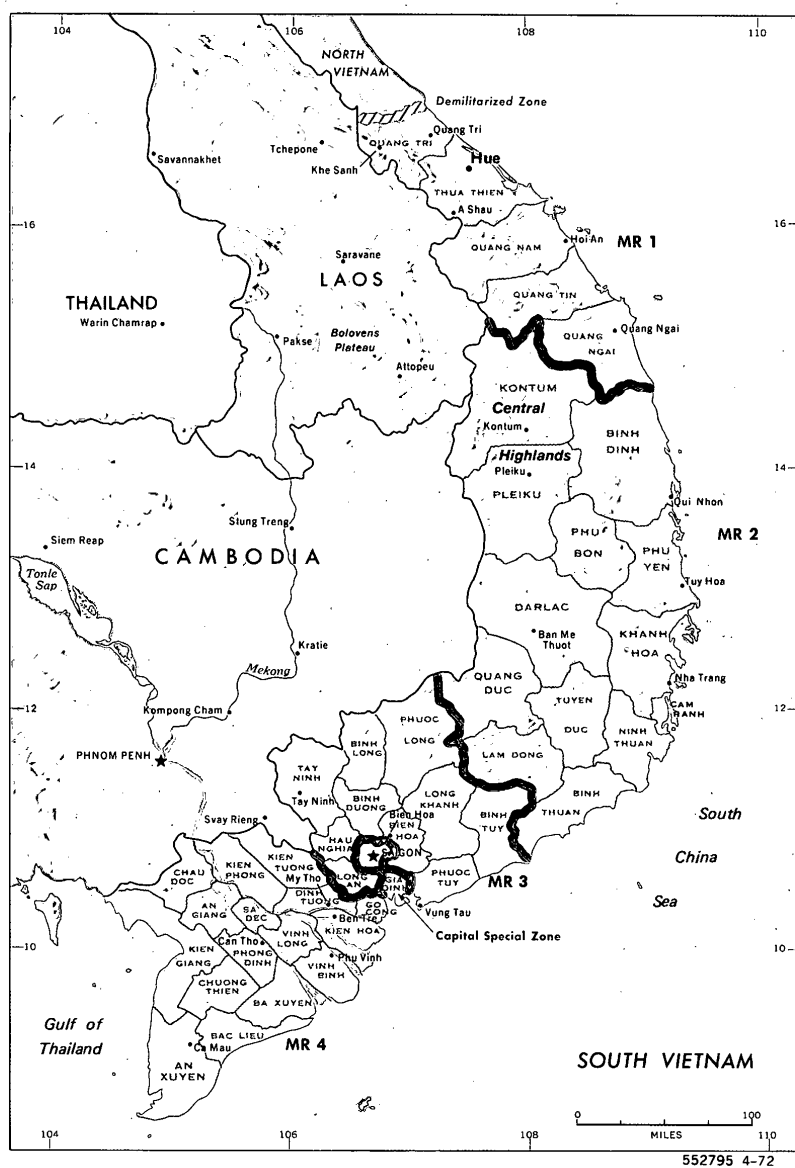 104
106
108
110
NORTH
VIETNAM
Demilitarized Zone
Quang Tri
QUANG TRI
Tchepone
Savannakhet
Khe Sanh
Hue
THUA THIEN
A Shau
16
16
QUANG NAM
Hoi An
MR 1
Saravane
LAOS
THAILAND
Warin Chamrap
QUANG TIN
Pakse
Bolovens
Plateau
Attopeu
QUANG
NGAI
Quang Ngai
KONTUM
Central
Kontum
Highlands
BINH
DINH
14
14
Pleiku
PLEIKU
Qui Nhon
Stung Treng
Siem Reap
CAMBODIA
PHU
BON
PHU
YEN
MR 2
Tonle
Sap
Tuy Hoa
DARLAC
Ban Me
Thuot
KHANH
HOA
Kratie
Mekong
QUANG
DUC
Nha Trang
TUYEN
DUC
CAM
RANH
12
12
Kompong Cham
PHUOC
LONG
NINH
THUAN
BINH
LONG
PHNOM PENH
TAY
NINH
LAM DONG
Tay Ninh
BINH
DUONG
LONG
KHANH
BINH
THUAN
Bien Hoa
BIEN
HOA
BINH
TUY
Svay Rieng
HAU
NGHIA
SAIGON
South
China
Sea
CHAU
DOC
KIEN
PHONG
KIEN
TUONG
My Tho
LONG
AN
GIA
DINH
PHUOC
TUY
MR 3
DINH
TUONG
AN
GIANG
SA
DEC
GO
CONG
Vung Tau
Ben Tre
KIEN HOA
Capital Special Zone
10
10
KIEN
GIANG
Can Tho
PHONG
DINH
VINH
LONG
Phu Vinh
VINH
BINH
CHUONG
THIEN
BA XUYEN
Gulf of
Thailand
BAC LIEU
Ca Mau
MR 4
AN
XUYEN
SOUTH VIETNAM
0
100
MILES
104
106
108
110
552795 4-72